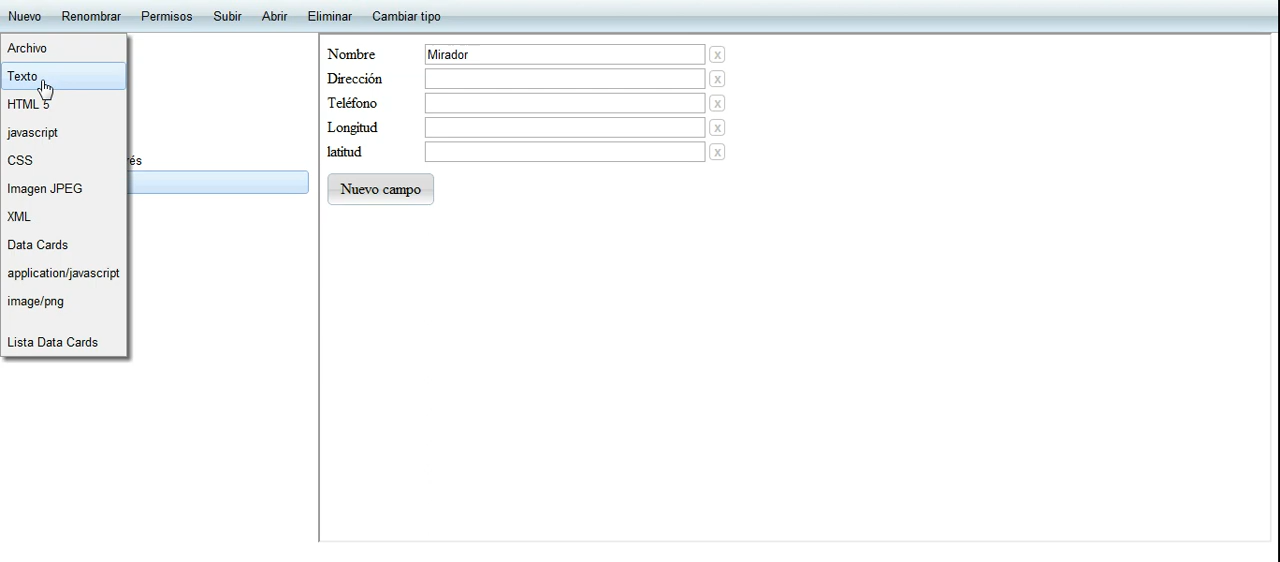 Nuevo Renombrar Permisos Subir Abrir Eliminar Cambiar tipo
Archivo
Texto
HTML 5
javascript
CSS
Imagen JPEG
XML
Data Cards
application/javascript
image/png
Lista Data Cards
rés
Nombre Mirador x
Dirección x
Teléfono x
Longitud x
latitud x
Nuevo campo